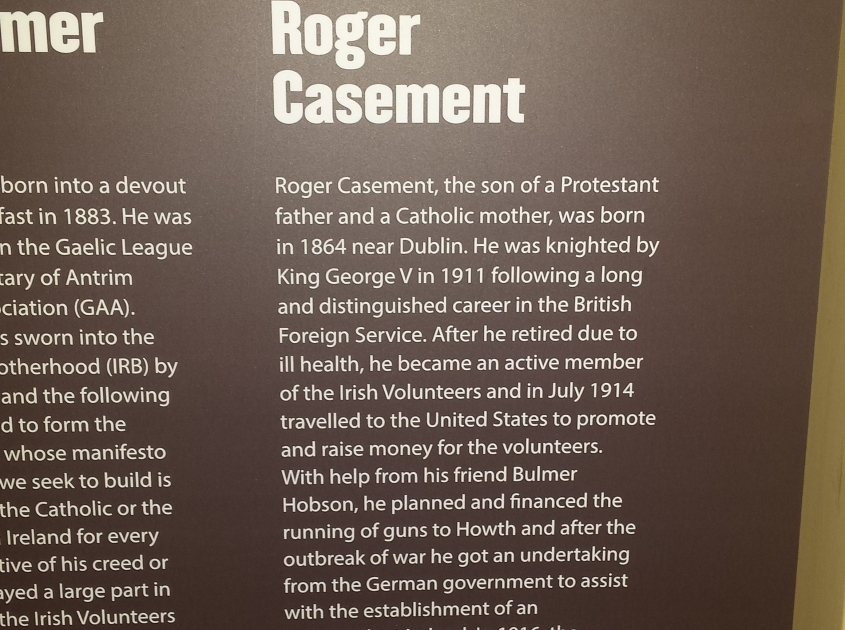 mer
born into a devout
fast in 1883. He was
n the Gaelic League
tary of Antrim
ciation (GAA).
s sworn into the
otherhood (IRB) by
and the following
d to form the
whose manifesto
we seek to build is
the Catholic or the
Ireland for every
tive of his creed or
ayed a large part in
the Irish Volunteers
Roger
Casement
Roger Casement, the son of a Protestant
father and a Catholic mother, was born
in 1864 near Dublin. He was knighted by
King George V in 1911 following a long
and distinguished career in the British
Foreign Service. After he retired due to
ill health, he became an active member
of the Irish Volunteers and in July 1914
travelled to the United States to promote
and raise money for the volunteers.
With help from his friend Bulmer
Hobson, he planned and financed the
running of guns to Howth and after the
outbreak of war he got an undertaking
from the German government to assist
with the establishment of an